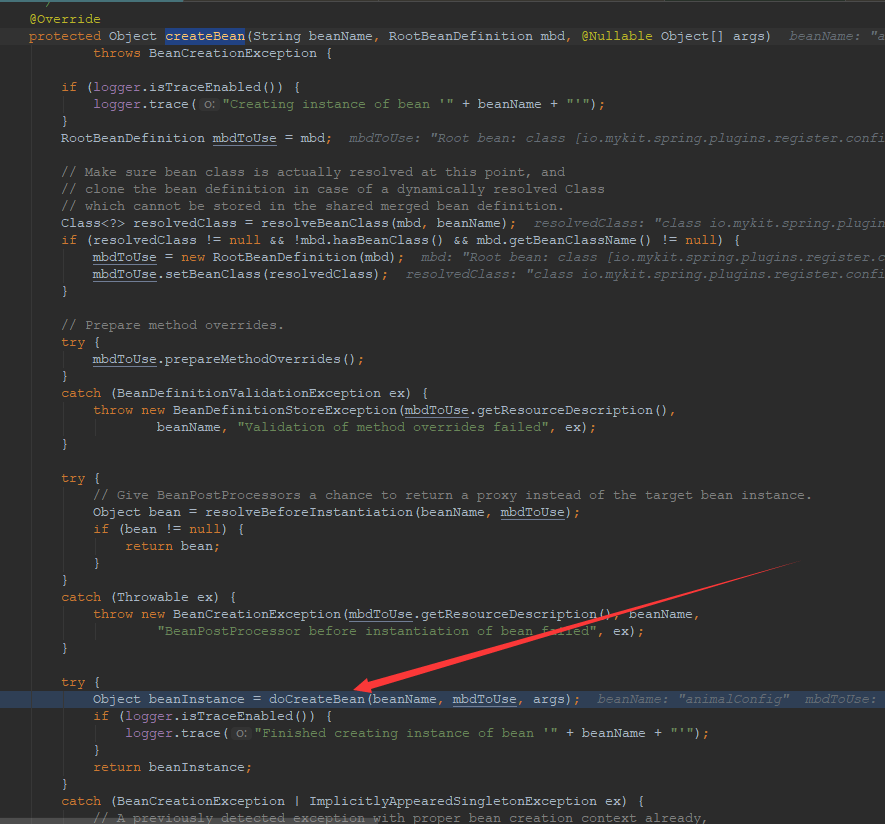 @Override
protected Object createBean(String beanName, RootBeanDefinition mbd, @Nullable Object[] args)  beanName: "a
        throws BeanCreationException {
    if (logger.isTraceEnabled()) {
        logger.trace( o: "Creating instance of bean '" + beanName + "'");
    }
    RootBeanDefinition mbdToUse = mbd;  mbdToUse: "Root bean: class [io.mykit.spring.plugins.register.confi
    // Make sure bean class is actually resolved at this point, and
    // clone the bean definition in case of a dynamically resolved Class
    // which cannot be stored in the shared merged bean definition.
    Class<?> resolvedClass = resolveBeanClass(mbd, beanName);  resolvedClass: "class io.mykit.spring.plugin
    if (resolvedClass != null && !mbd.hasBeanClass() && mbd.getBeanClassName() != null) {
        mbdToUse = new RootBeanDefinition(mbd);  mbd: "Root bean: class [io.mykit.spring.plugins.register.c
        mbdToUse.setBeanClass(resolvedClass);  resolvedClass: "class io.mykit.spring.plugins.register.confi
    }
    // Prepare method overrides.
    try {
        mbdToUse.prepareMethodOverrides();
    }
    catch (BeanDefinitionValidationException ex) {
        throw new BeanDefinitionStoreException(mbdToUse.getResourceDescription(),
                beanName, "Validation of method overrides failed", ex);
    }
    try {
        // Give BeanPostProcessors a chance to return a proxy instead of the target bean instance.
        Object bean = resolveBeforeInstantiation(beanName, mbdToUse);
        if (bean != null) {
            return bean;
        }
    }
    catch (Throwable ex) {
        throw new BeanCreationException(mbdToUse.getResourceDescription(), beanName,
                "BeanPostProcessor before instantiation of bean failed", ex);
    }
    try {
        Object beanInstance = doCreateBean(beanName, mbdToUse, args);  beanName: "animalConfig"  mbdToUse:
        if (logger.isTraceEnabled()) {
            logger.trace( o: "Finished creating instance of bean '" + beanName + "'");
        }
        return beanInstance;
    }
    catch (BeanCreationException | ImplicitlyAppearedSingletonException ex) {
        // A previously detected exception with proper bean creation context already,